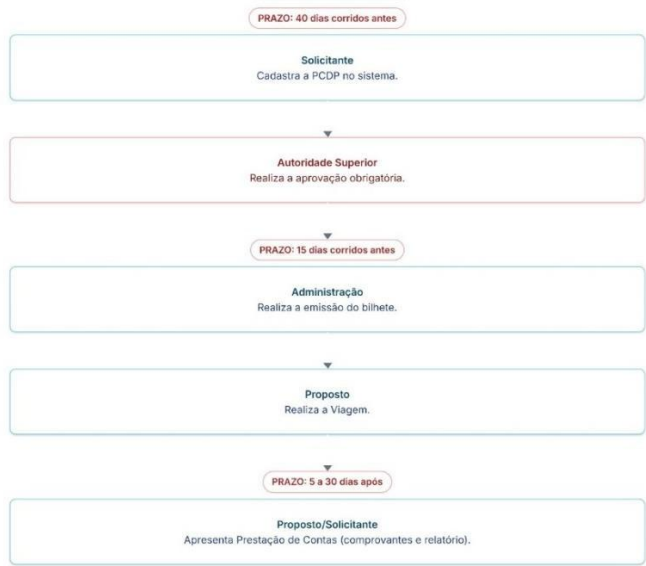 PRAZO: 40 dias corridos antes
Solicitante
Cadastra a PCDP no sistema.
Autoridade Superior
Realiza a aprovação obrigatória.
PRAZO: 15 dias corridos antes
Administração
Realiza a emissão do bilhete.
Proposto
Realiza a Viagem.
PRAZO: 5 a 30 dias após
Proposto/Solicitante
Apresenta Prestação de Contas (comprovantes e relatório).